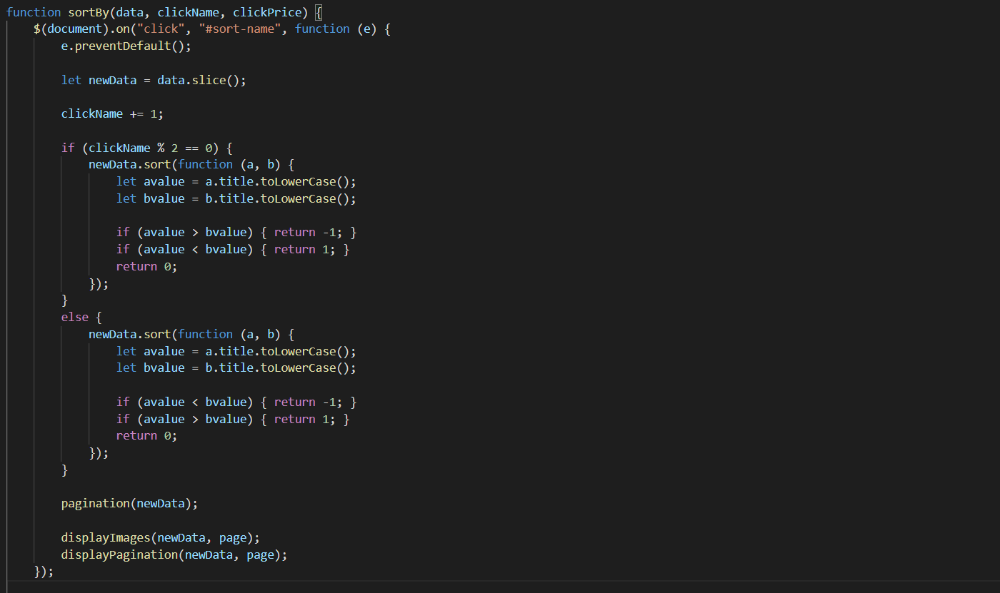 function sortBy(data, clickName, clickPrice) {
    $(document).on("click", "#sort-name", function (e) {
        e.preventDefault();

        let newData = data.slice();

        clickName += 1;

        if (clickName % 2 == 0) {
            newData.sort(function (a, b) {
                let avalue = a.title.toLowerCase();
                let bvalue = b.title.toLowerCase();

                if (avalue > bvalue) { return -1; }
                if (avalue < bvalue) { return 1; }
                return 0;
            });
        }
        else {
            newData.sort(function (a, b) {
                let avalue = a.title.toLowerCase();
                let bvalue = b.title.toLowerCase();

                if (avalue < bvalue) { return -1; }
                if (avalue > bvalue) { return 1; }
                return 0;
            });
        }

        pagination(newData);

        displayImages(newData, page);
        displayPagination(newData, page);
    });